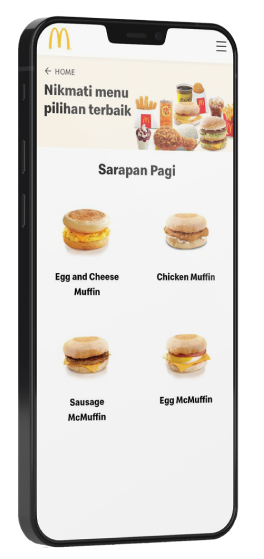 ← HOME
Nikmati menu
pilihan terbaik
Sarapan Pagi
Egg and Cheese
Muffin
Chicken Muffin
Sausage
McMuffin
Egg McMuffin